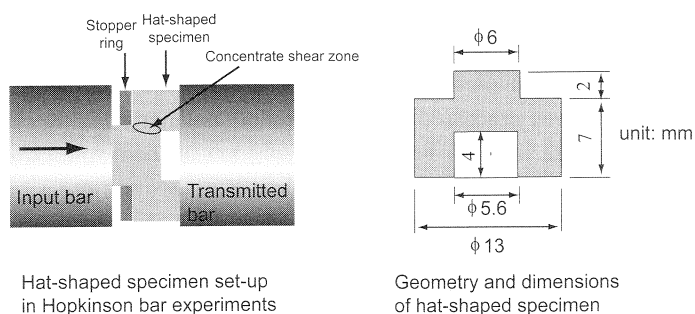 Stopper
ring
Hat-shaped
specimen
Concentrate shear zone
Input bar
Transmitted
bar
Hat-shaped specimen set-up
in Hopkinson bar experiments
ϕ6
2
7
4
unit: mm
ϕ5.6
ϕ13
Geometry and dimensions
of hat-shaped specimen